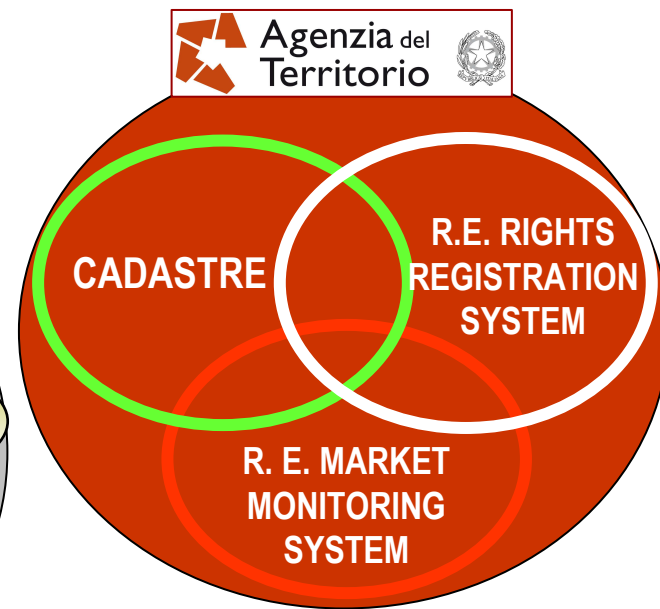 Agenzia del
Territorio
CADASTRE
R.E. RIGHTS
REGISTRATION
SYSTEM
R. E. MARKET
MONITORING
SYSTEM